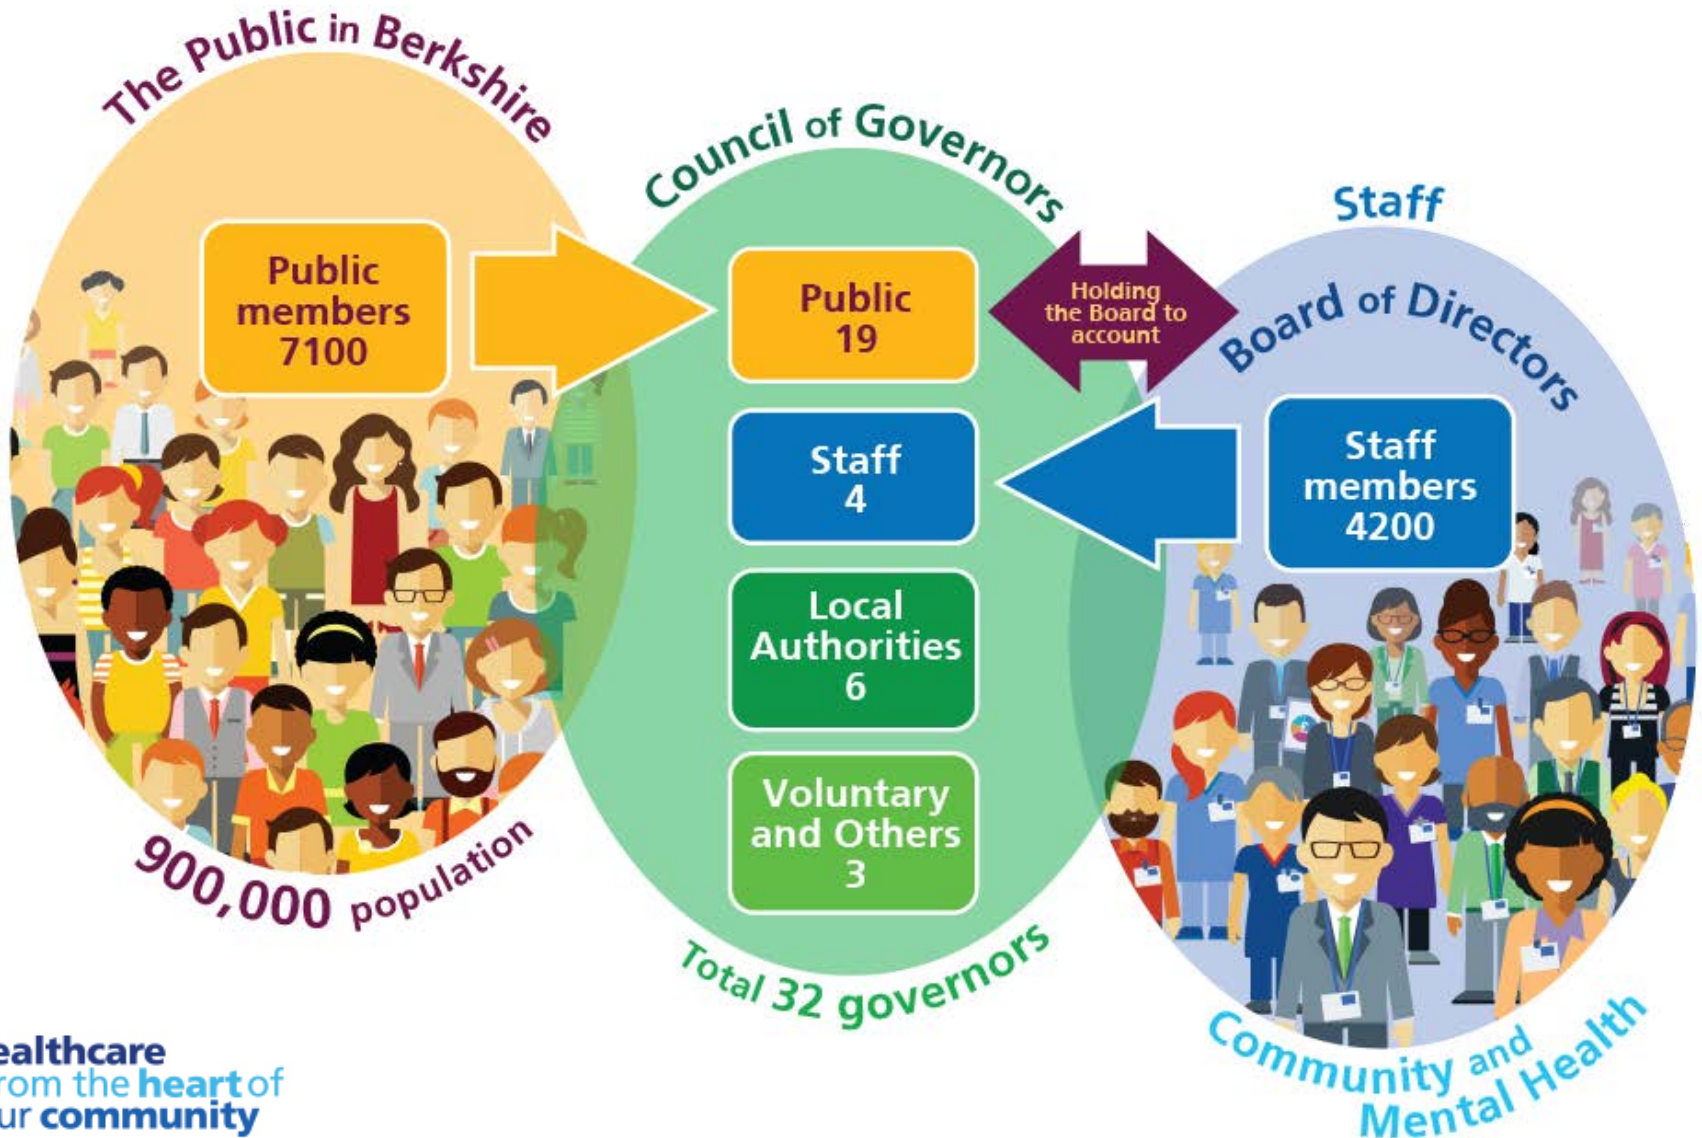 The Public in Berkshire
Public
members
7100
900,000 population
Council of Governors
Public
19
Staff
4
Local
Authorities
6
Voluntary
and Others
3
Total 32 governors
Holding
the Board to
account
Staff
Board of Directors
Staff
members
4200
Community and
Mental Health
ealthcare
rom the heart of
ur community